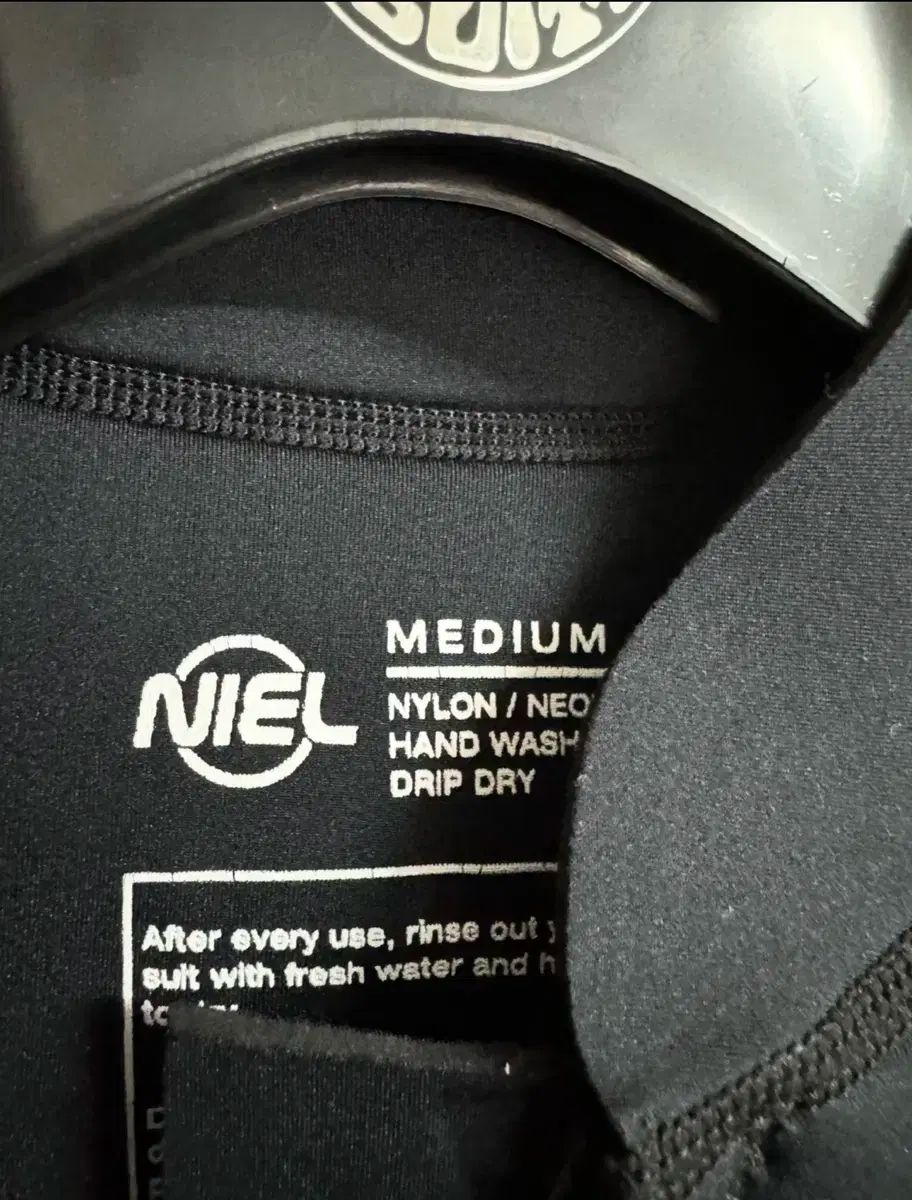 NIEL
MEDIUM
NYLON /
HAND WASH
DRIP DRY
After every use, rinse out
suit with fresh water and